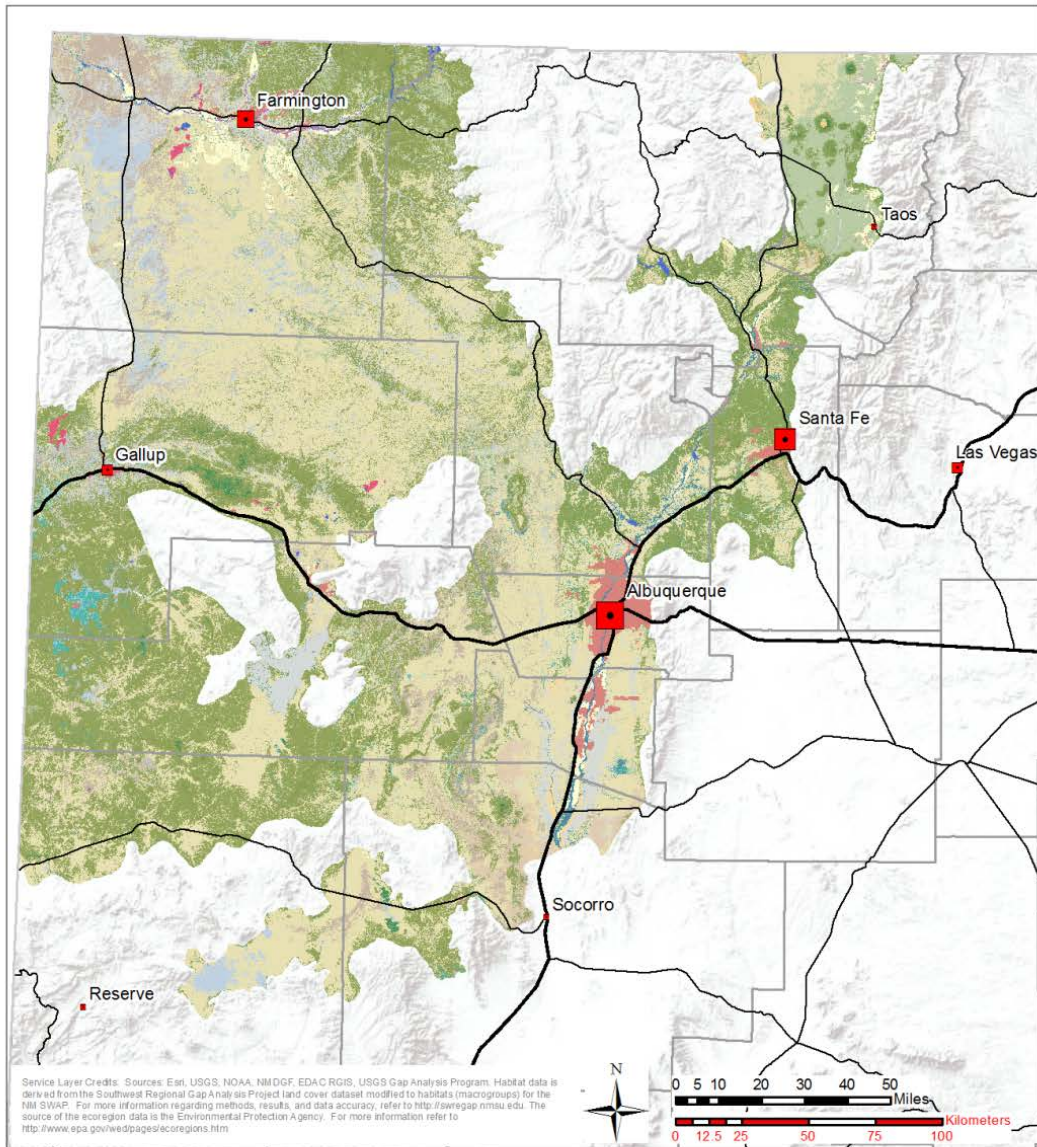 Farmington
Taos
Santa Fe
Gallup
Las Vegas
Albuquerque
Socorro
Reserve
Service Layer Credits: Sources: Esri, USGS, NOAA, NMDGF, EDAC RGIS, USGS Gap Analysis Program. Habitat data is
derived from the Southwest Regional Gap Analysis Project land cover dataset modified to habitats (macrogroups) for the
NM SWAP. For more information regarding methods, results, and data accuracy, refer to http://swregap.nmsu.edu. The
source of the ecoregion data is the Environmental Protection Agency. For more information refer to
http://www.epa.gov/wed/pages/ecoregions.htm
N
0 5 10 20 30 40 50
Miles
Kilometers
0 12.5 25 50 75 100